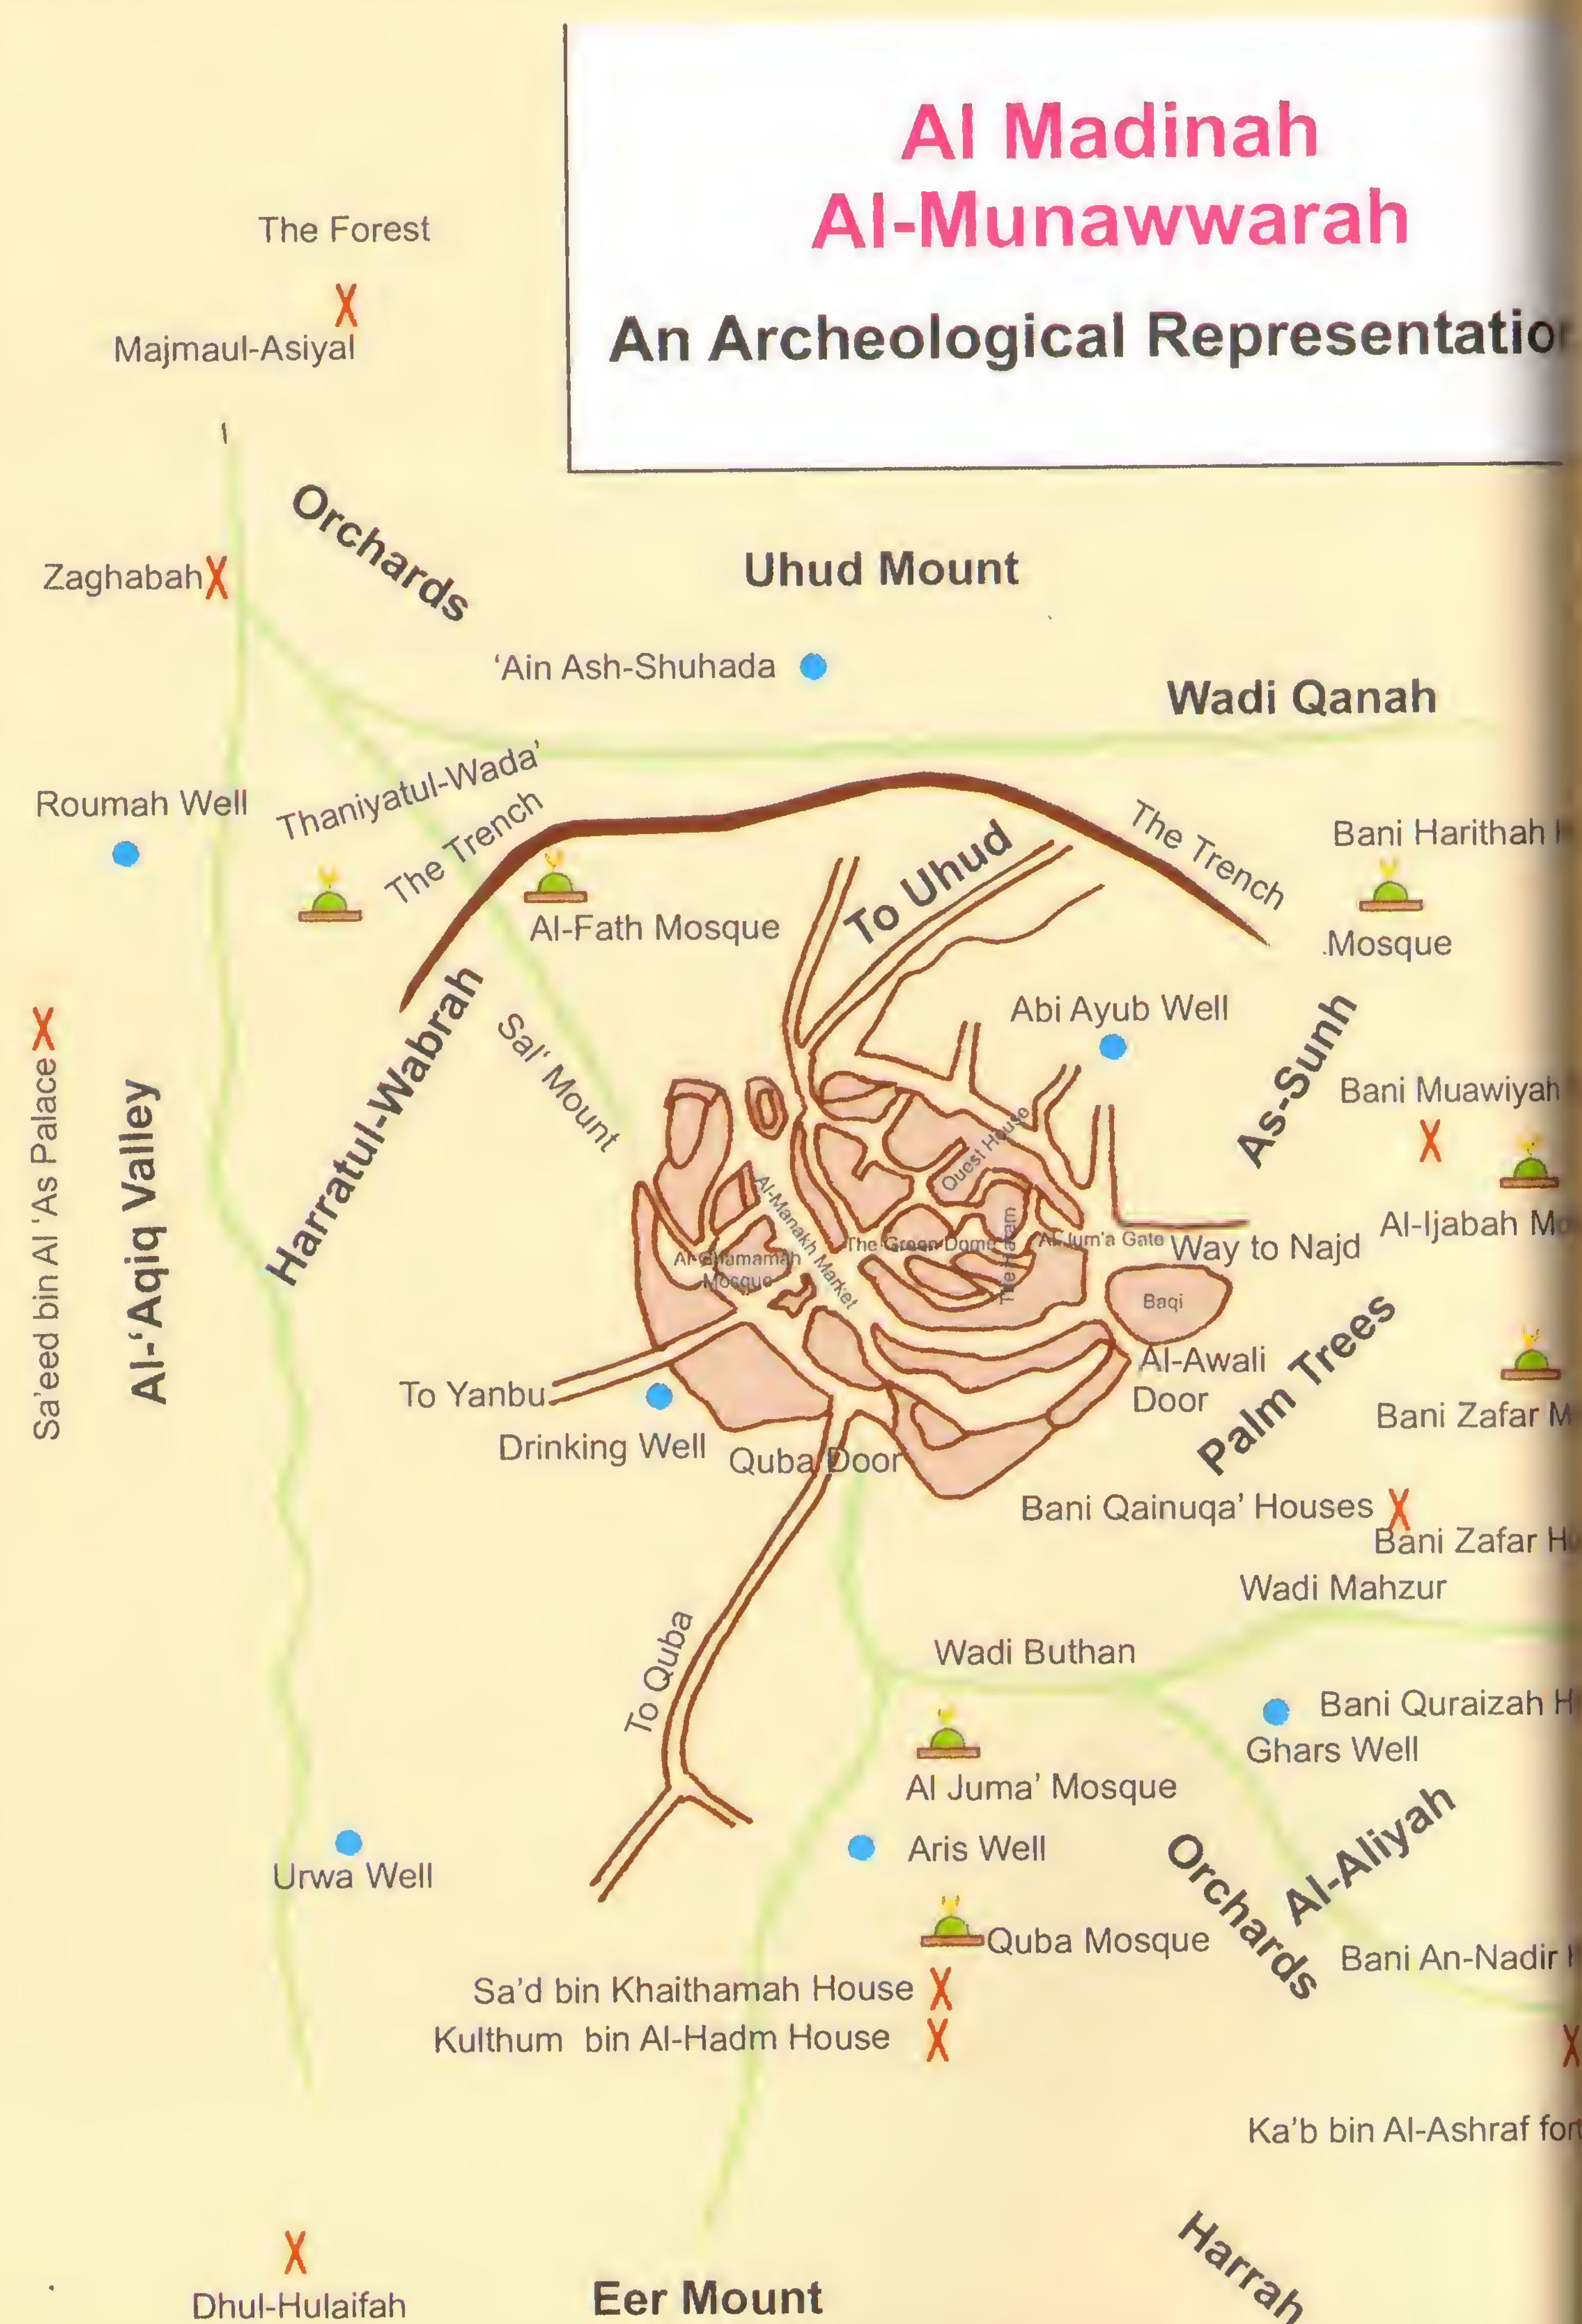 Al Madinah
Al-Munawwarah
An Archeological Representation
The Forest
Majmaul-Asiyal
Orchards
Zaghabah
Uhud Mount
‘Ain Ash-Shuhada
Wadi Qanah
Thaniyatul-Wada’
Roumah Well
The Trench
The Trench
Bani Harithah
Al-Fath Mosque
.Mosque
Harratul-Wabrah
To Uhud
Sal‘ Mount
Abi Ayub Well
As-Sunh
Sa’eed bin Al ‘As Palace
Al-‘Aqiq Valley
Bani Muawiyah
Quest House
Al-Manakh Market
Al-Ghamamah
Mosque
The Green Dome
The Haram
Al-Jum'a Gate
Way to Najd
Al-Ijabah
Baqi
Palm Trees
Al-Awali
Door
To Yanbu
Bani Zafar
Drinking Well
Quba Door
Bani Qainuqa’ Houses
Bani Zafar
Wadi Mahzur
To Quba
Wadi Buthan
Bani Quraizah
Ghars Well
Al Juma’ Mosque
Al-Aliyah
Orchards
Urwa Well
Aris Well
Quba Mosque
Bani An-Nadir
Sa’d bin Khaithamah House
Kulthum bin Al-Hadm House
Ka’b bin Al-Ashraf
Harrah
Dhul-Hulaifah
Eer Mount